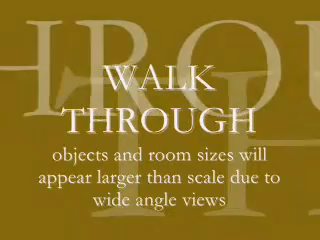 WALK
THROUGH
objects and room sizes will
appear larger than scale due to
wide angle views